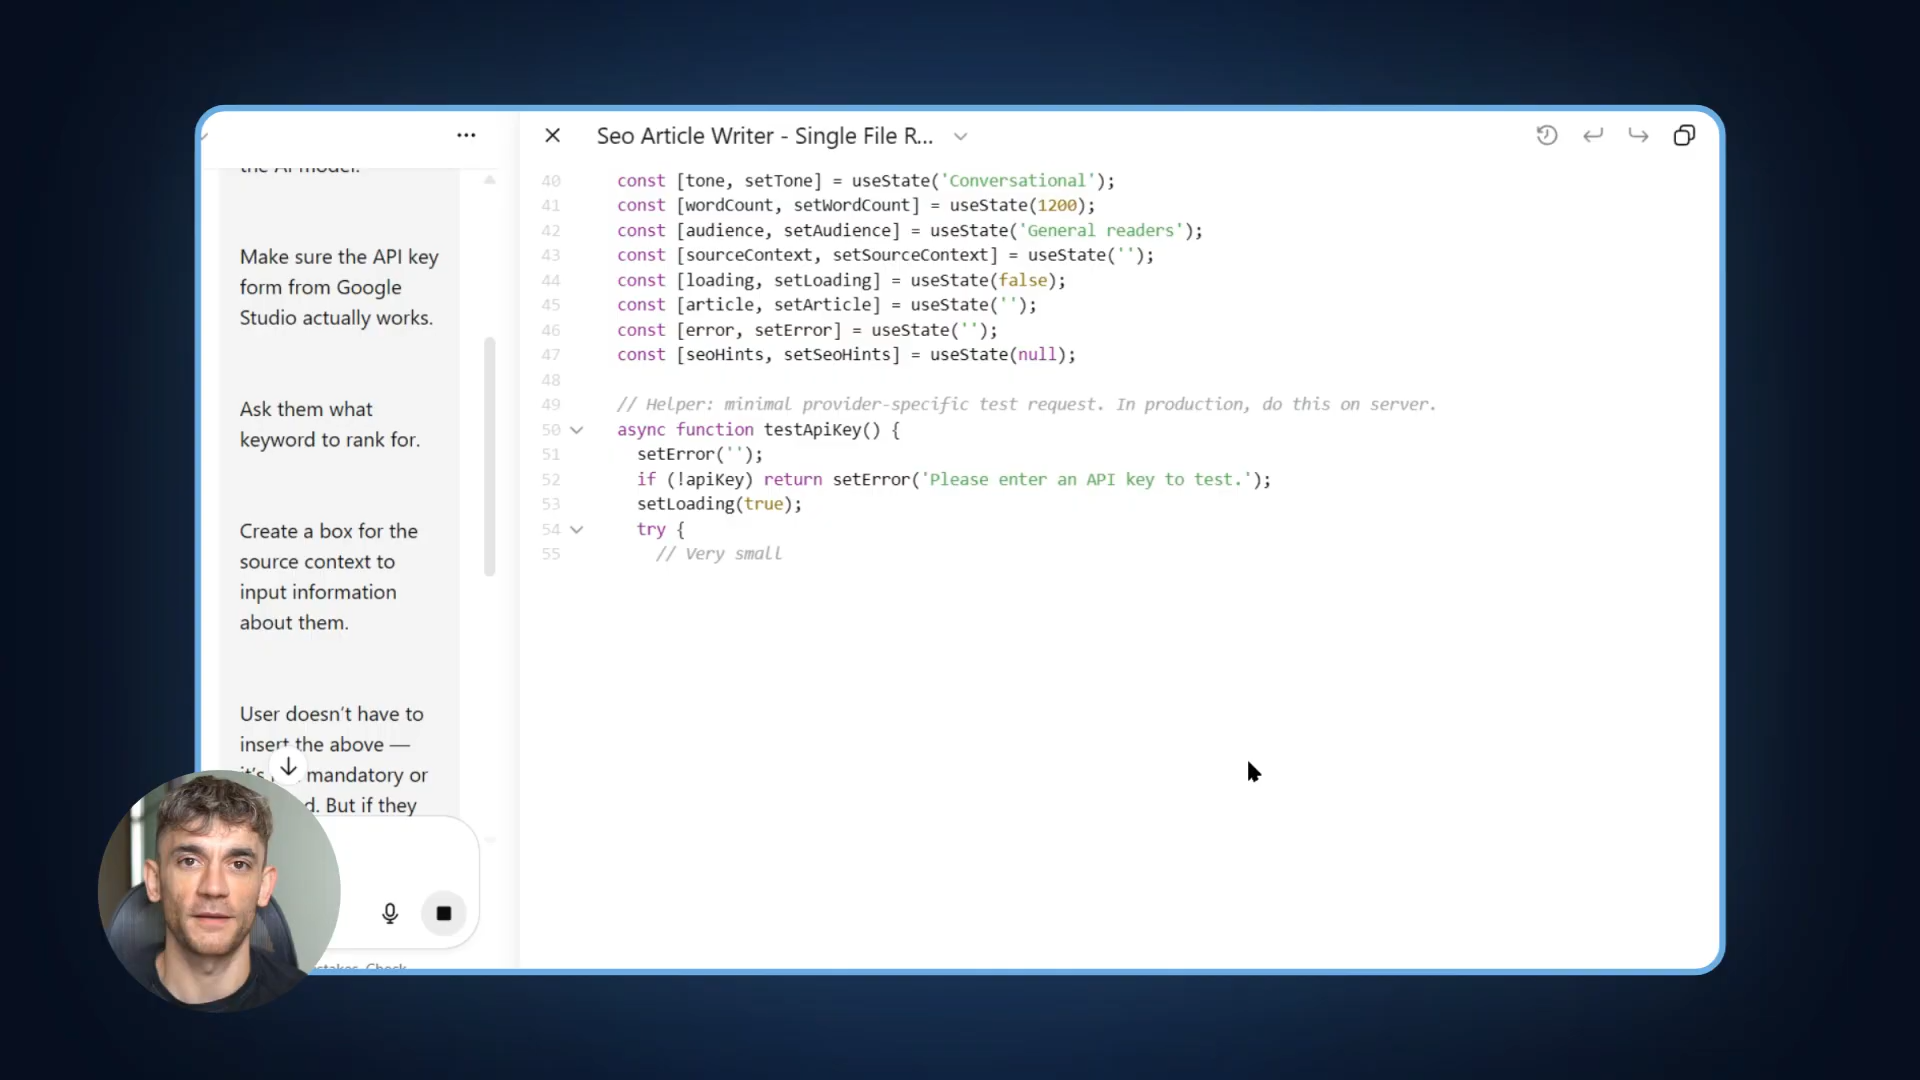 Seo Article Writer - Single File R...
the AI model.
Make sure the API key
form from Google
Studio actually works.
Ask them what
keyword to rank for.
Create a box for the
source context to
input information
about them.
User doesn't have to
insert the above —
it's mandatory or
But if they
Check
40 const [tone, setTone] = useState('Conversational');
41 const [wordCount, setWordCount] = useState(1200);
42 const [audience, setAudience] = useState('General readers');
43 const [sourceContext, setSourceContext] = useState('');
44 const [loading, setLoading] = useState(false);
45 const [article, setArticle] = useState('');
46 const [error, setError] = useState('');
47 const [seoHints, setSeoHints] = useState(null);
48
49 // Helper: minimal provider-specific test request. In production, do this on server.
50 async function testApiKey() {
51 setError('');
52 if (!apiKey) return setError('Please enter an API key to test.');
53 setLoading(true);
54 try {
55 // Very small